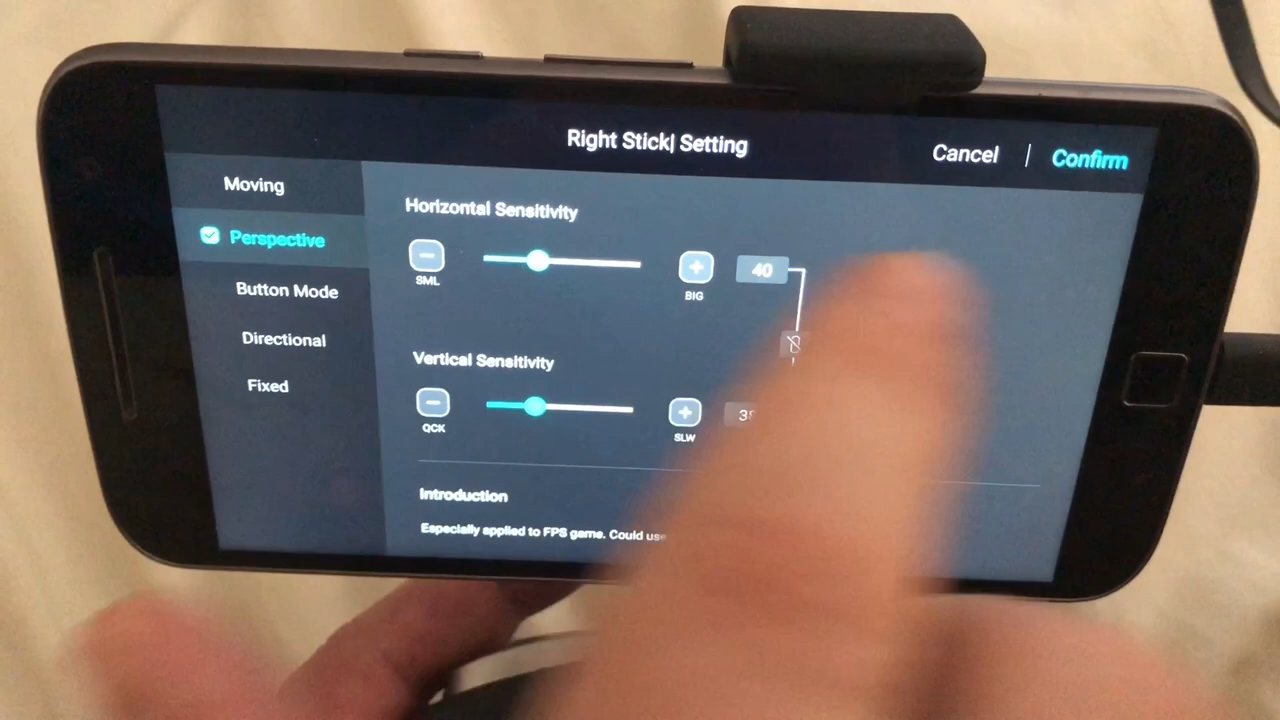 Right Stick| Setting
Cancel | Confirm
Moving
Perspective
Button Mode
Directional
Fixed
Horizontal Sensitivity
SML
BIG
40
Vertical Sensitivity
QCK
SLW
Introduction
Especially applied to FPS game. Could use